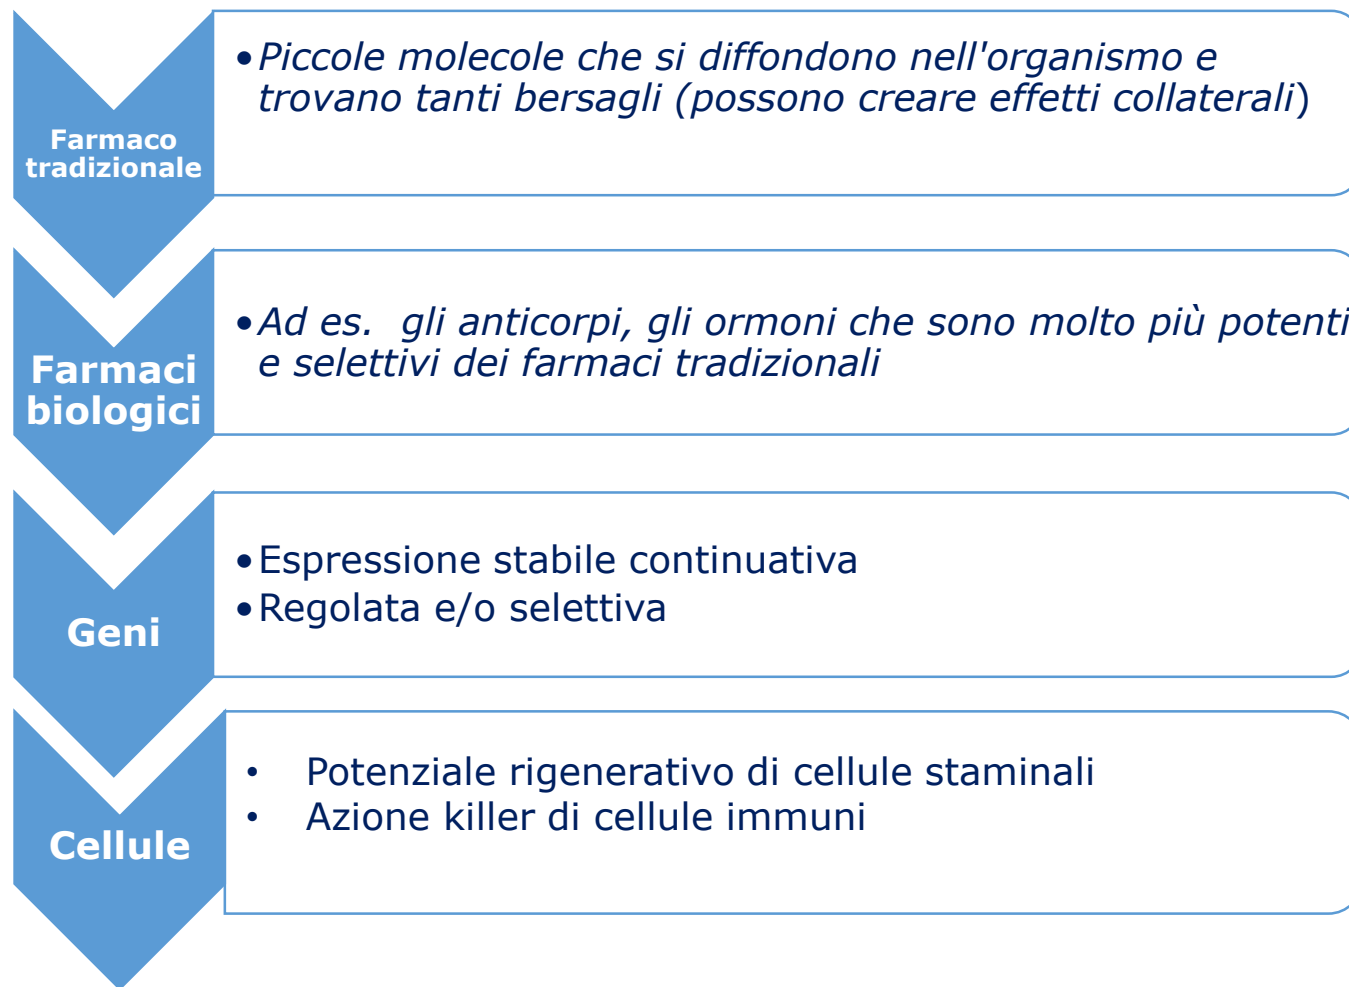 Farmaco
tradizionale
•Piccole molecole che si diffondono nell'organismo e
trovano tanti bersagli (possono creare effetti collaterali)
Farmaci
biologici
•Ad es.  gli anticorpi, gli ormoni che sono molto più potenti
e selettivi dei farmaci tradizionali
Geni
•Espressione stabile continuativa
•Regolata e/o selettiva
Cellule
• Potenziale rigenerativo di cellule staminali
• Azione killer di cellule immuni